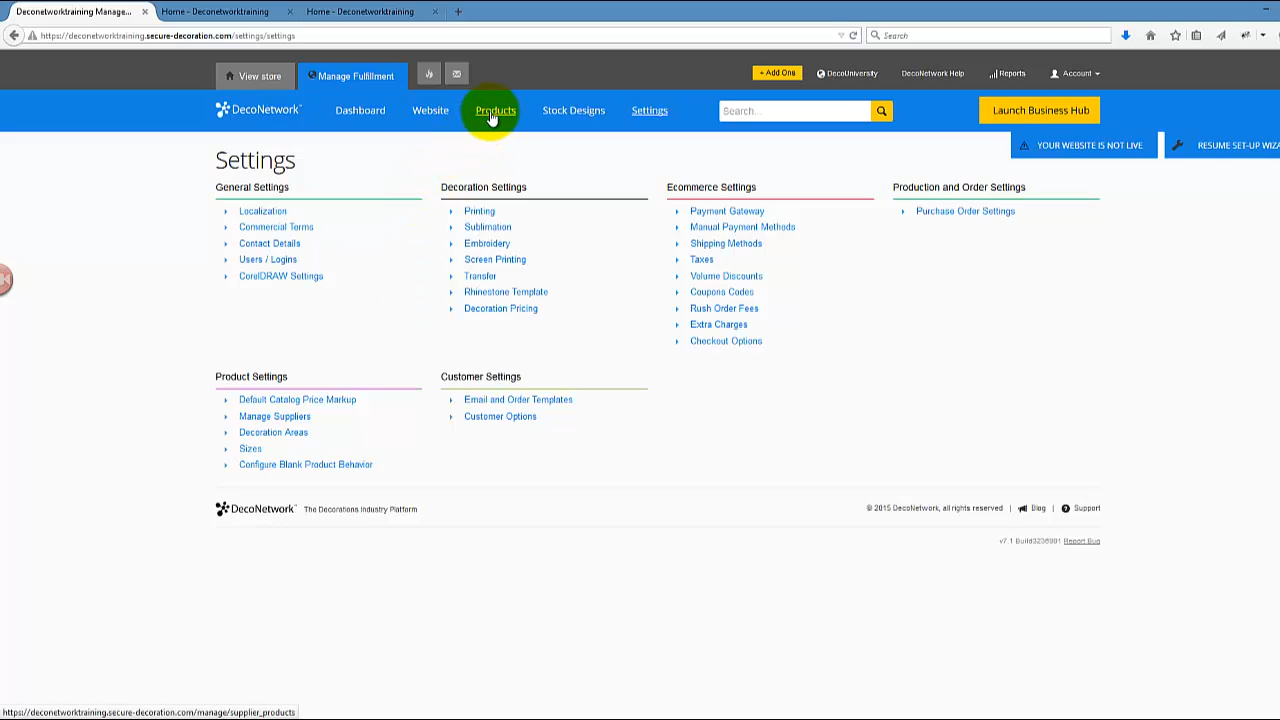 Deconetworktraining Manage...
Home - Deconetworktraining
Home - Deconetworktraining
https://deconetworktraining.secure-decoration.com/settings/settings
Search
View store
Manage Fulfillment
+ Add Ons
DecoUniversity
DecoNetwork Help
Reports
Account
DecoNetwork™
Dashboard
Website
Products
Stock Designs
Settings
Search...
Launch Business Hub
YOUR WEBSITE IS NOT LIVE
RESUME SET-UP WIZA
Settings
General Settings
Localization
Commercial Terms
Contact Details
Users / Logins
CorelDRAW Settings
Decoration Settings
Printing
Sublimation
Embroidery
Screen Printing
Transfer
Rhinestone Template
Decoration Pricing
Ecommerce Settings
Payment Gateway
Manual Payment Methods
Shipping Methods
Taxes
Volume Discounts
Coupons Codes
Rush Order Fees
Extra Charges
Checkout Options
Production and Order Settings
Purchase Order Settings
Product Settings
Default Catalog Price Markup
Manage Suppliers
Decoration Areas
Sizes
Configure Blank Product Behavior
Customer Settings
Email and Order Templates
Customer Options
DecoNetwork™ The Decorations Industry Platform
© 2015 DecoNetwork, all rights reserved | Blog | Support
Report Bug
https://deconetworktraining.secure-decoration.com/manage/supplier_products